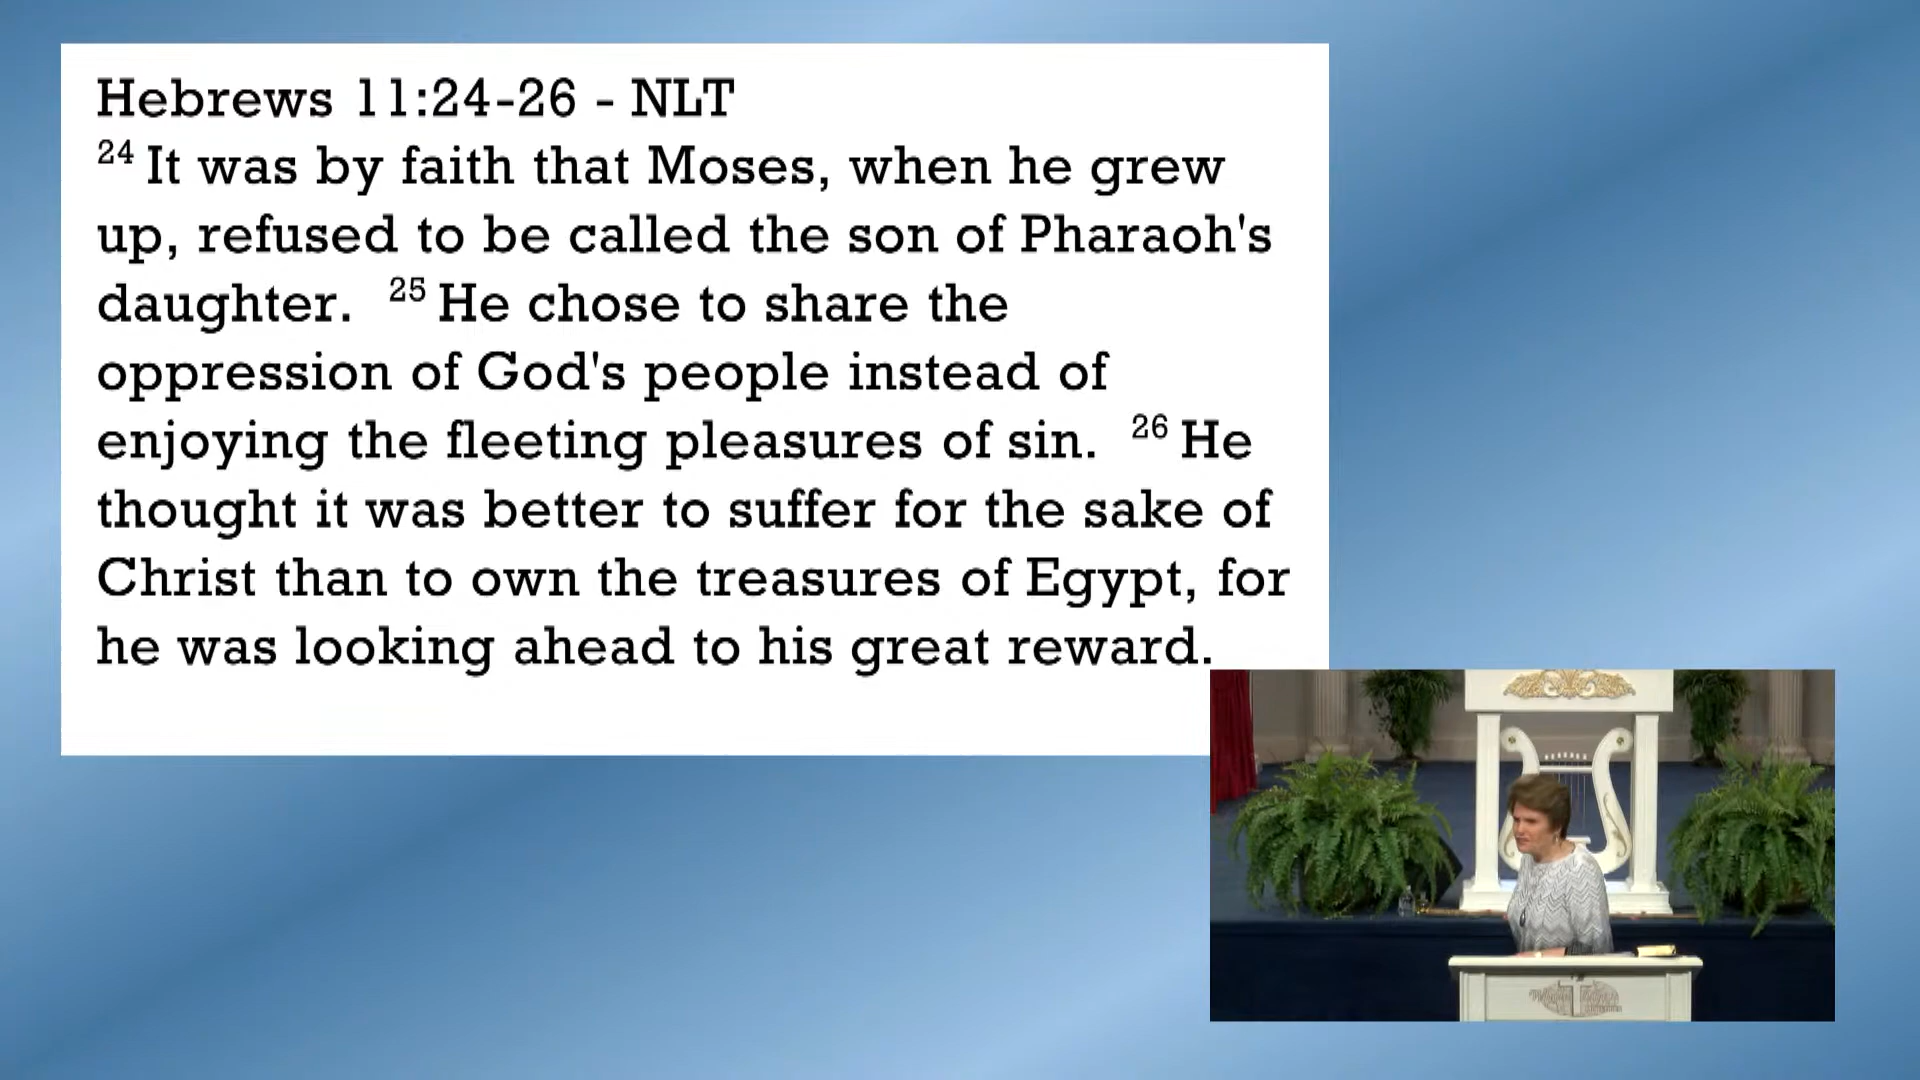 Hebrews 11:24-26 - NLT
24 It was by faith that Moses, when he grew
up, refused to be called the son of Pharaoh's
daughter. 25 He chose to share the
oppression of God's people instead of
enjoying the fleeting pleasures of sin. 26 He
thought it was better to suffer for the sake of
Christ than to own the treasures of Egypt, for
he was looking ahead to his great reward.